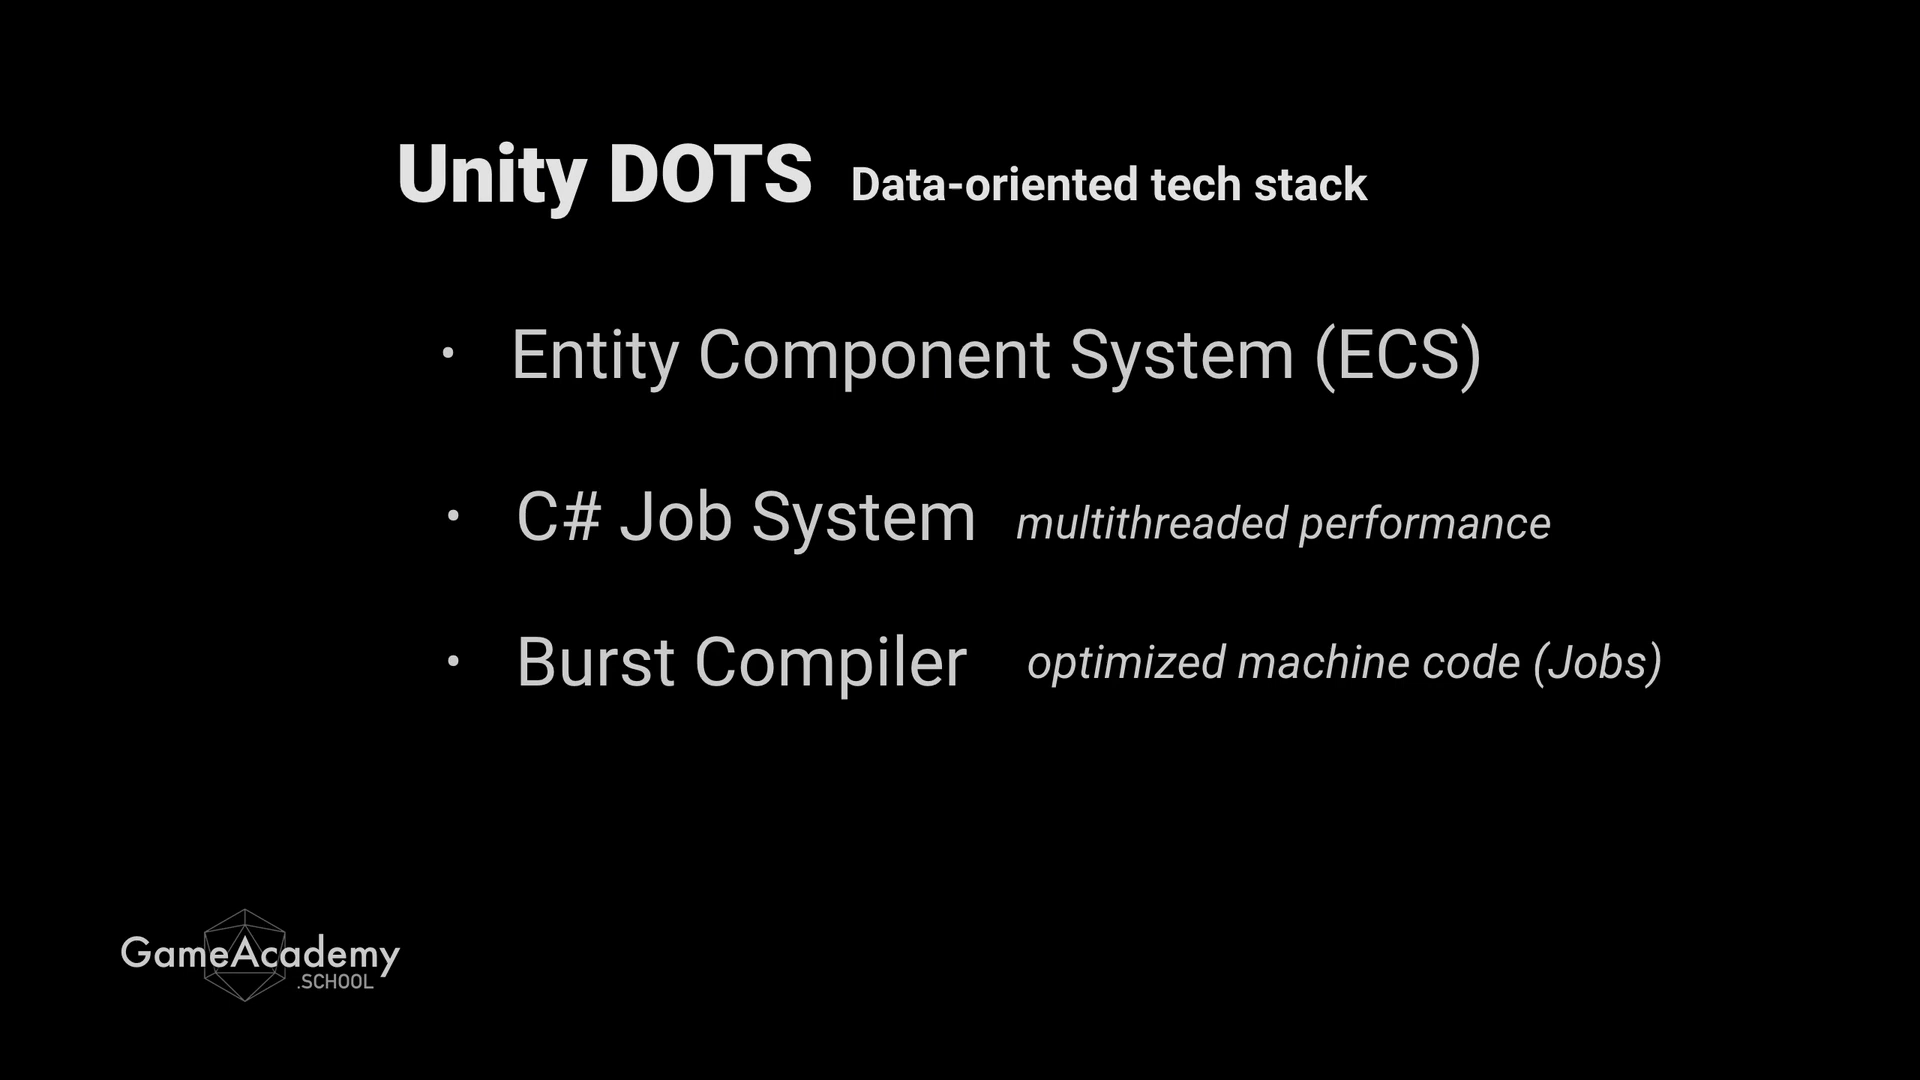 Unity DOTS Data-oriented tech stack
• Entity Component System (ECS)
• C# Job System multithreaded performance
• Burst Compiler optimized machine code (Jobs)
GameAcademy
.SCHOOL